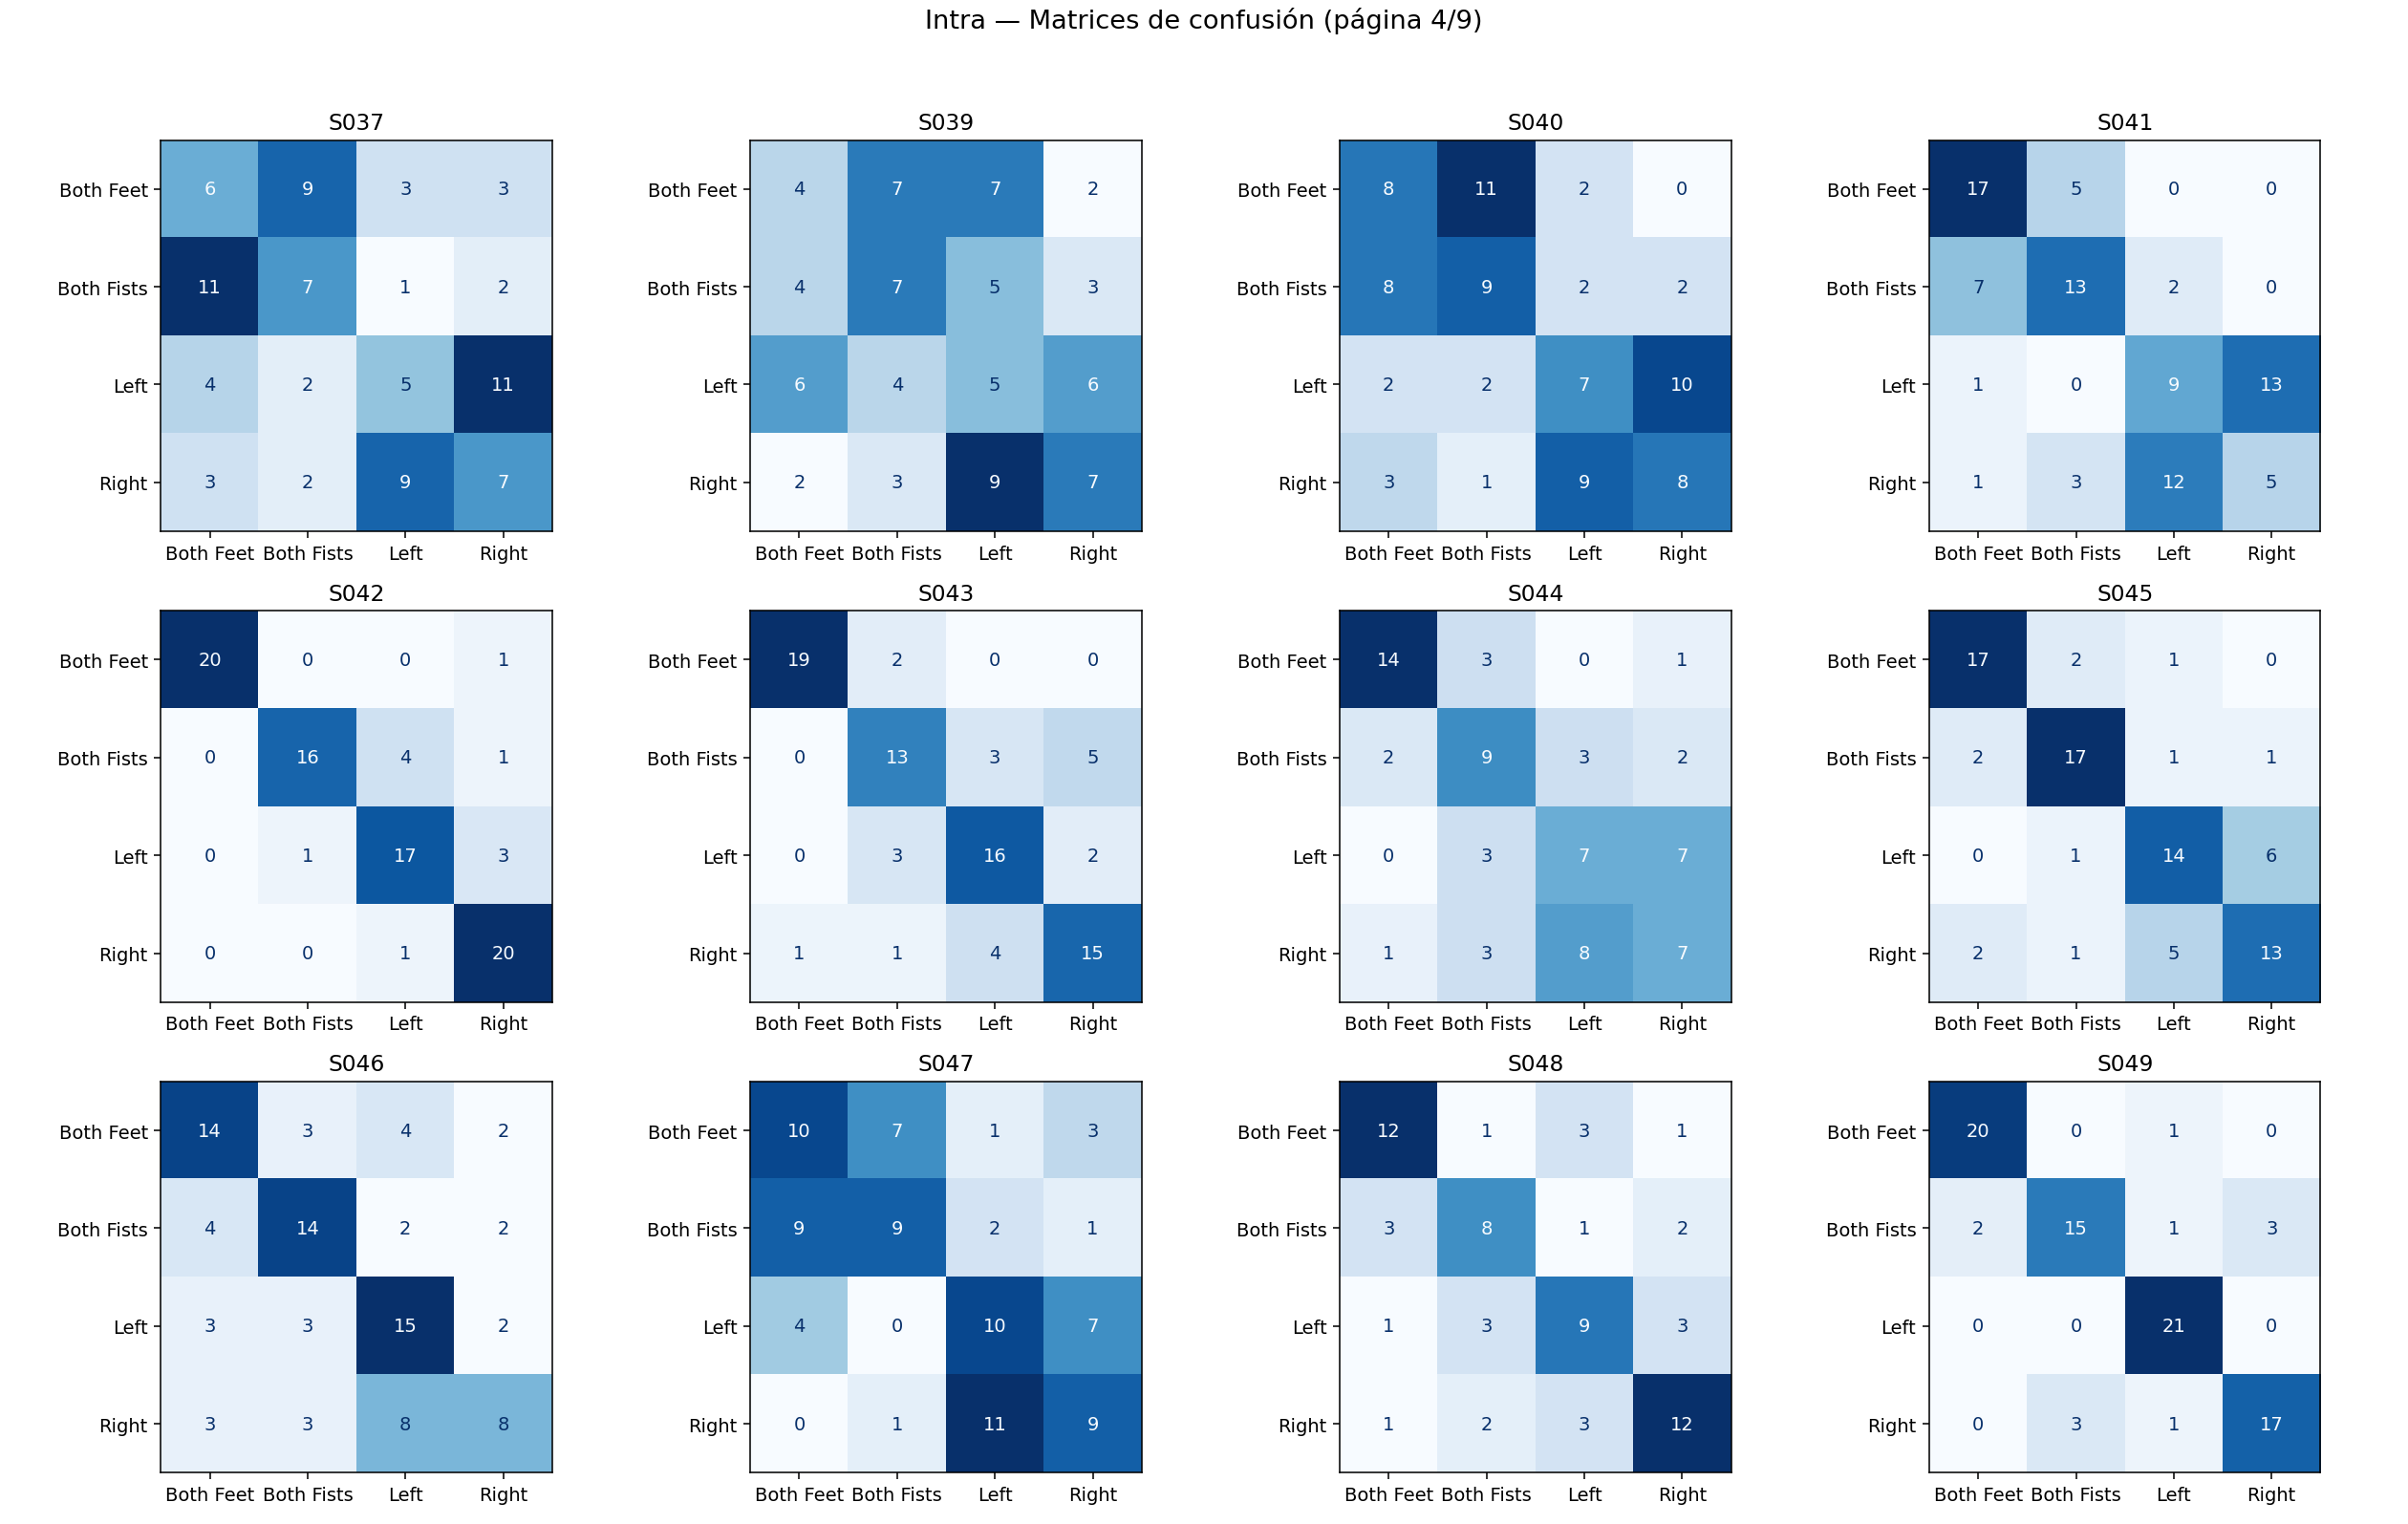 Intra — Matrices de confusión (página 4/9)
S037 S039 S040 S041
Both Feet 6 9 3 3 Both Feet 4 7 7 2 Both Feet 8 11 2 0 Both Feet 17 5 0 0
Both Fists 11 7 1 2 Both Fists 4 7 5 3 Both Fists 8 9 2 2 Both Fists 7 13 2 0
Left 4 2 5 11 Left 6 4 5 6 Left 2 2 7 10 Left 1 0 9 13
Right 3 2 9 7 Right 2 3 9 7 Right 3 1 9 8 Right 1 3 12 5
Both Feet Both Fists Left Right Both Feet Both Fists Left Right Both Feet Both Fists Left Right Both Feet Both Fists Left Right
S042 S043 S044 S045
Both Feet 20 0 0 1 Both Feet 19 2 0 0 Both Feet 14 3 0 1 Both Feet 17 2 1 0
Both Fists 0 16 4 1 Both Fists 0 13 3 5 Both Fists 2 9 3 2 Both Fists 2 17 1 1
Left 0 1 17 3 Left 0 3 16 2 Left 0 3 7 7 Left 0 1 14 6
Right 0 0 1 20 Right 1 1 4 15 Right 1 3 8 7 Right 2 1 5 13
Both Feet Both Fists Left Right Both Feet Both Fists Left Right Both Feet Both Fists Left Right Both Feet Both Fists Left Right
S046 S047 S048 S049
Both Feet 14 3 4 2 Both Feet 10 7 1 3 Both Feet 12 1 3 1 Both Feet 20 0 1 0
Both Fists 4 14 2 2 Both Fists 9 9 2 1 Both Fists 3 8 1 2 Both Fists 2 15 1 3
Left 3 3 15 2 Left 4 0 10 7 Left 1 3 9 3 Left 0 0 21 0
Right 3 3 8 8 Right 0 1 11 9 Right 1 2 3 12 Right 0 3 1 17
Both Feet Both Fists Left Right Both Feet Both Fists Left Right Both Feet Both Fists Left Right Both Feet Both Fists Left Right